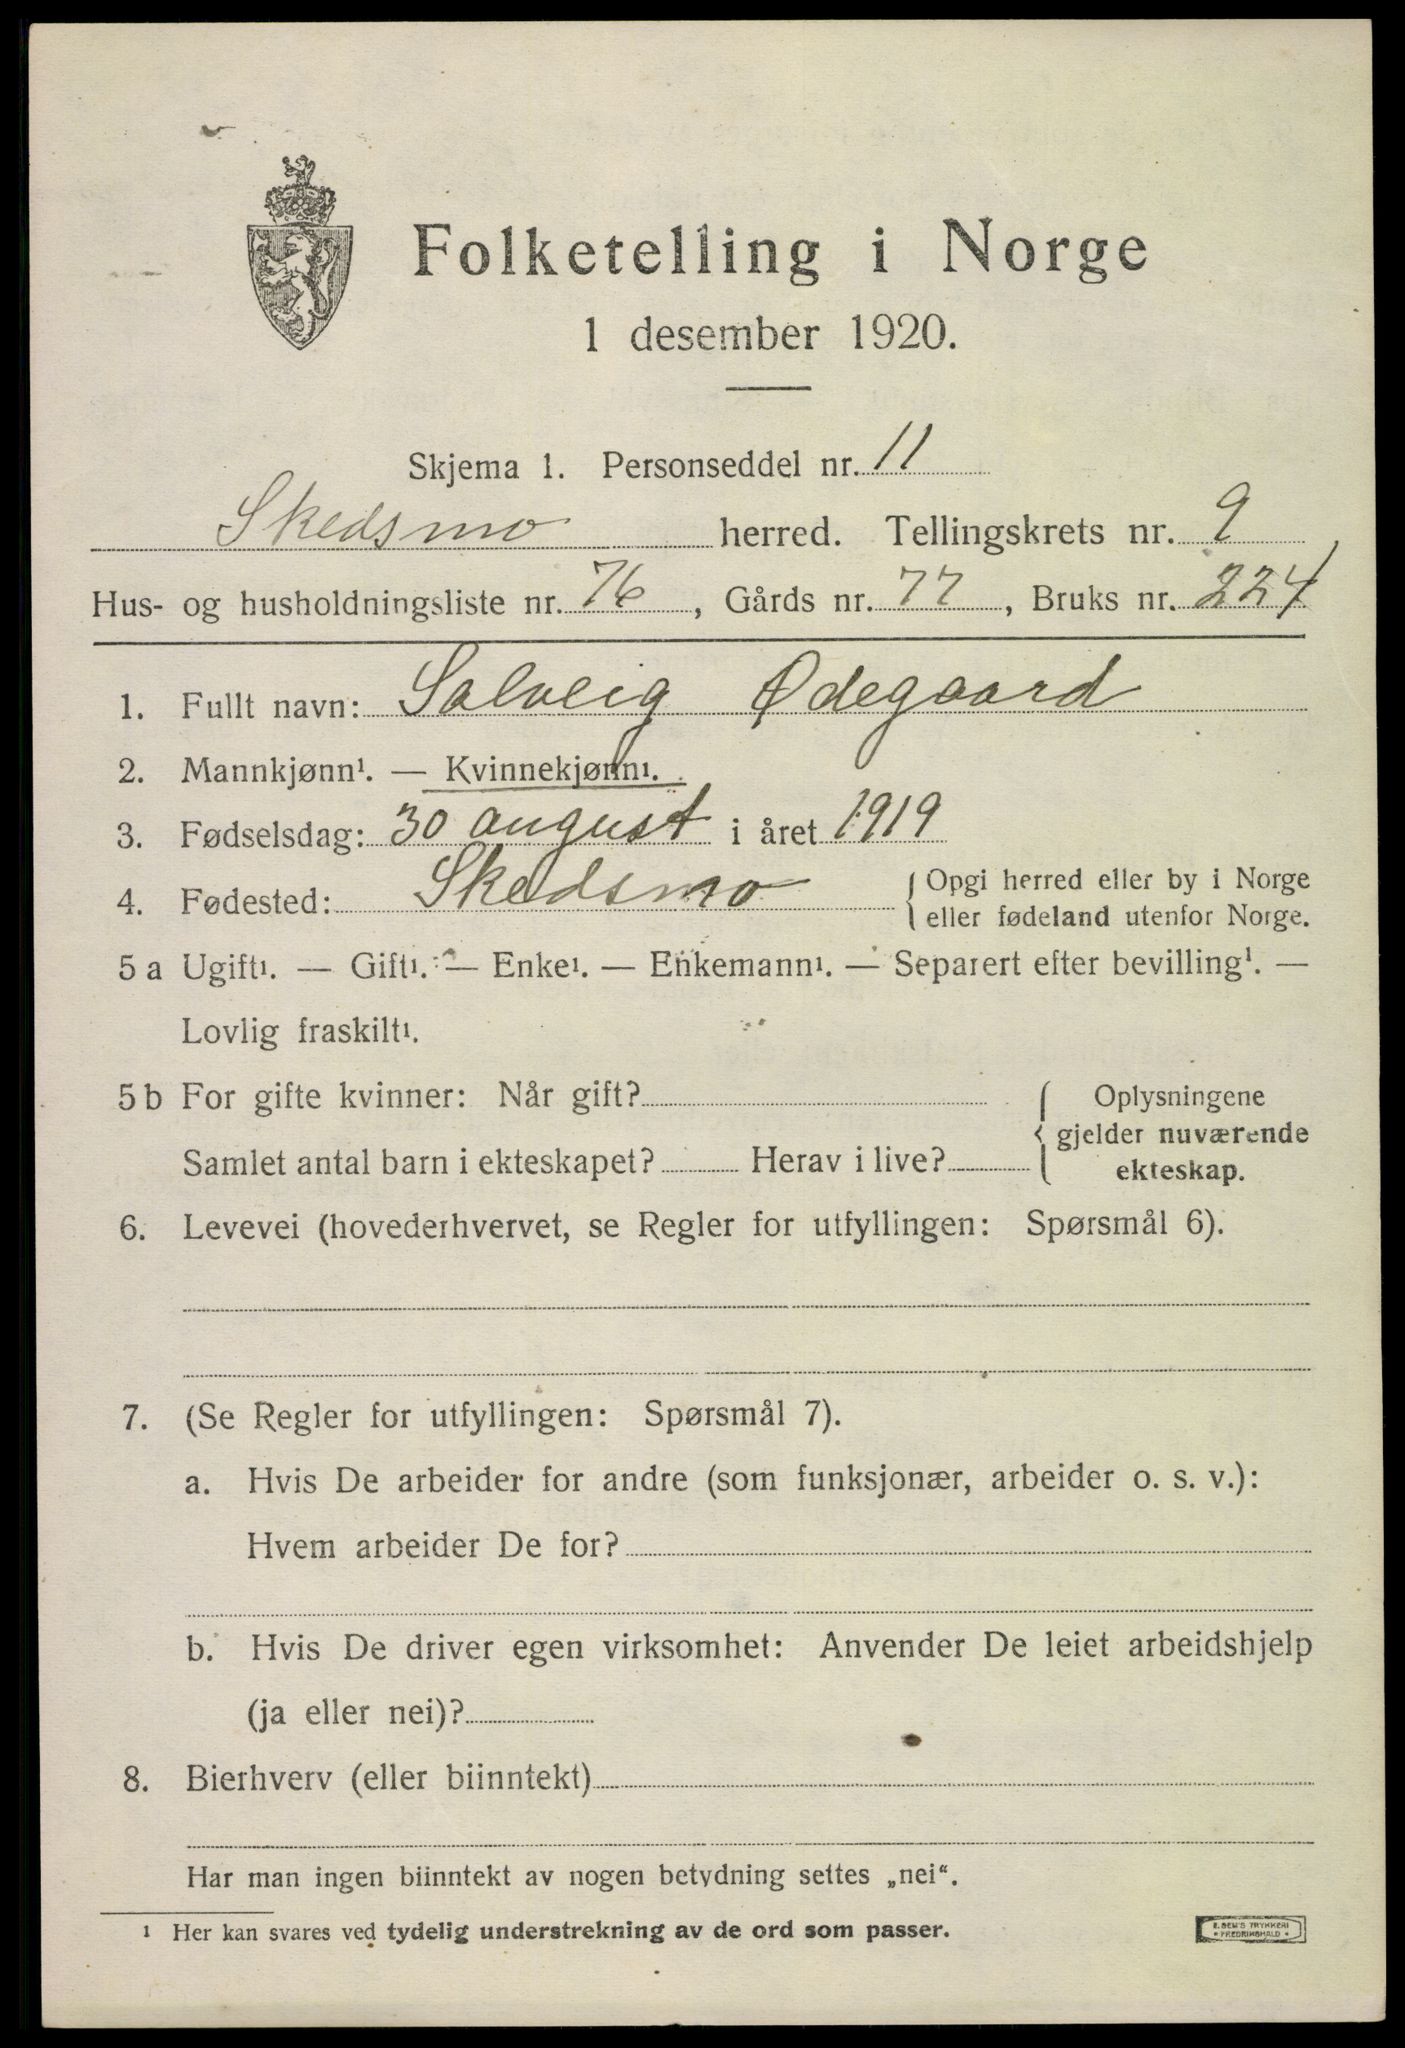 Folketelling i Norge
1 desember 1920.
Skjema 1. Personseddel nr. 11
Skedsmo herred. Tellingskrets nr. 9
Hus- og husholdningsliste nr. 76, Gårds nr. 77, Bruks nr. 224
1. Fullt navn: Solveig Ødegaard
2. Mannkjønn¹. — Kvinnekjønn¹.
3. Fødselsdag: 30 august i året 1919
4. Fødested: Skedsmo { Opgi herred eller by i Norge
eller fødeland utenfor Norge.
5 a Ugift¹. — Gift¹. — Enke¹. — Enkemann¹. — Separert efter bevilling¹. —
Lovlig fraskilt¹.
5 b For gifte kvinner: Når gift?
Samlet antal barn i ekteskapet? Herav i live?
{ Oplysningene
gjelder nuværende
ekteskap.
6. Levevei (hovederhvervet, se Regler for utfyllingen: Spørsmål 6).
7. (Se Regler for utfyllingen: Spørsmål 7).
a. Hvis De arbeider for andre (som funksjonær, arbeider o. s. v.):
Hvem arbeider De for?
b. Hvis De driver egen virksomhet: Anvender De leiet arbeidshjelp
(ja eller nei)?
8. Bierhverv (eller biinntekt)
Har man ingen biinntekt av nogen betydning settes „nei“.
¹ Her kan svares ved tydelig understrekning av de ord som passer.
E. SEM'S TRYKKERI
• FREDRIKSHALD •